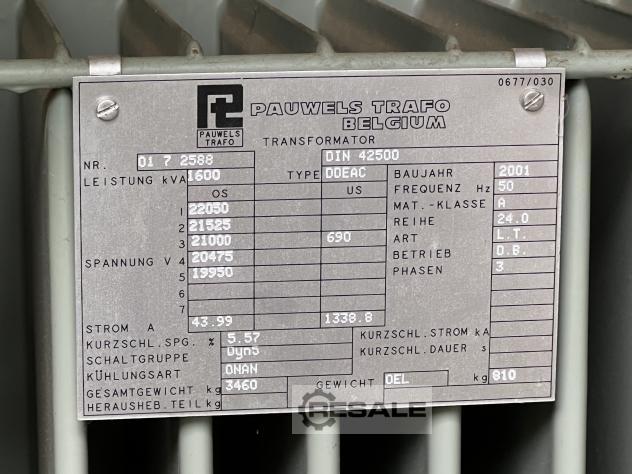 0677/030
PAUWELS TRAFO
BELGIUM
PAUWELS
TRAFO
TRANSFORMATOR
DIN 42500
NR. 01 7 2588
LEISTUNG kVA 1600 TYPE DDEAC
BAUJAHR 2001
FREQUENZ Hz 50
MAT.-KLASSE A
REIHE 24.0
ART L.T.
BETRIEB D.B.
PHASEN 3
OS US
1 22050
2 21525
3 21000 690
SPANNUNG V 4 20475
5 19950
6
7
STROM A 43.99 1338.8
KURZSCHL.SPG. % 5.57
KURZSCHL.STROM kA
SCHALTGRUPPE Dyn5
KURZSCHL.DAUER s
KÜHLUNGSART ONAN
GESAMTGEWICHT kg 3460 GEWICHT OEL kg 810
HERAUSHEB.TEIL kg
RESALE